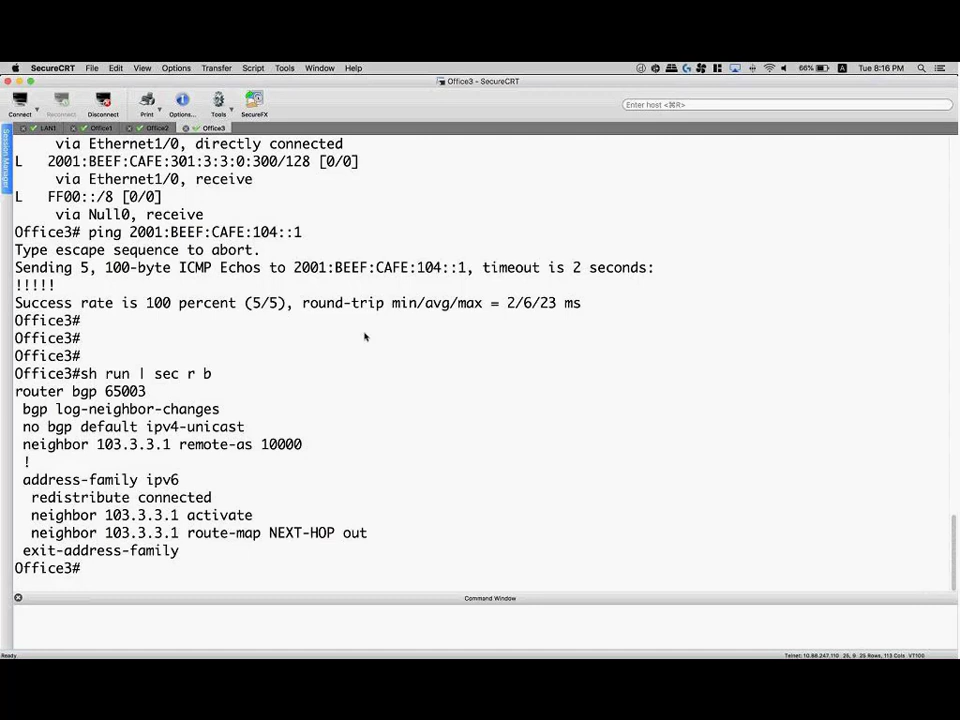 SecureCRT File Edit View Options Transfer Script Tools Window Help 66% Tue 8:16 PM
Office3 - SecureCRT
Connect Reconnect Disconnect Print Options... Tools SecureFX Enter host <⌘R>
LAN1 Office1 Office2 Office3
Session Manager
via Ethernet1/0, directly connected
L 2001:BEEF:CAFE:301:3:3:0:300/128 [0/0]
via Ethernet1/0, receive
L FF00::/8 [0/0]
via Null0, receive
Office3# ping 2001:BEEF:CAFE:104::1
Type escape sequence to abort.
Sending 5, 100-byte ICMP Echos to 2001:BEEF:CAFE:104::1, timeout is 2 seconds:
!!!!!
Success rate is 100 percent (5/5), round-trip min/avg/max = 2/6/23 ms
Office3#
Office3#
Office3#
Office3#sh run | sec r b
router bgp 65003
bgp log-neighbor-changes
no bgp default ipv4-unicast
neighbor 103.3.3.1 remote-as 10000
!
address-family ipv6
redistribute connected
neighbor 103.3.3.1 activate
neighbor 103.3.3.1 route-map NEXT-HOP out
exit-address-family
Office3#
Command Window
Ready Telnet: 10.88.247.110 25, 9 25 Rows, 113 Cols VT100